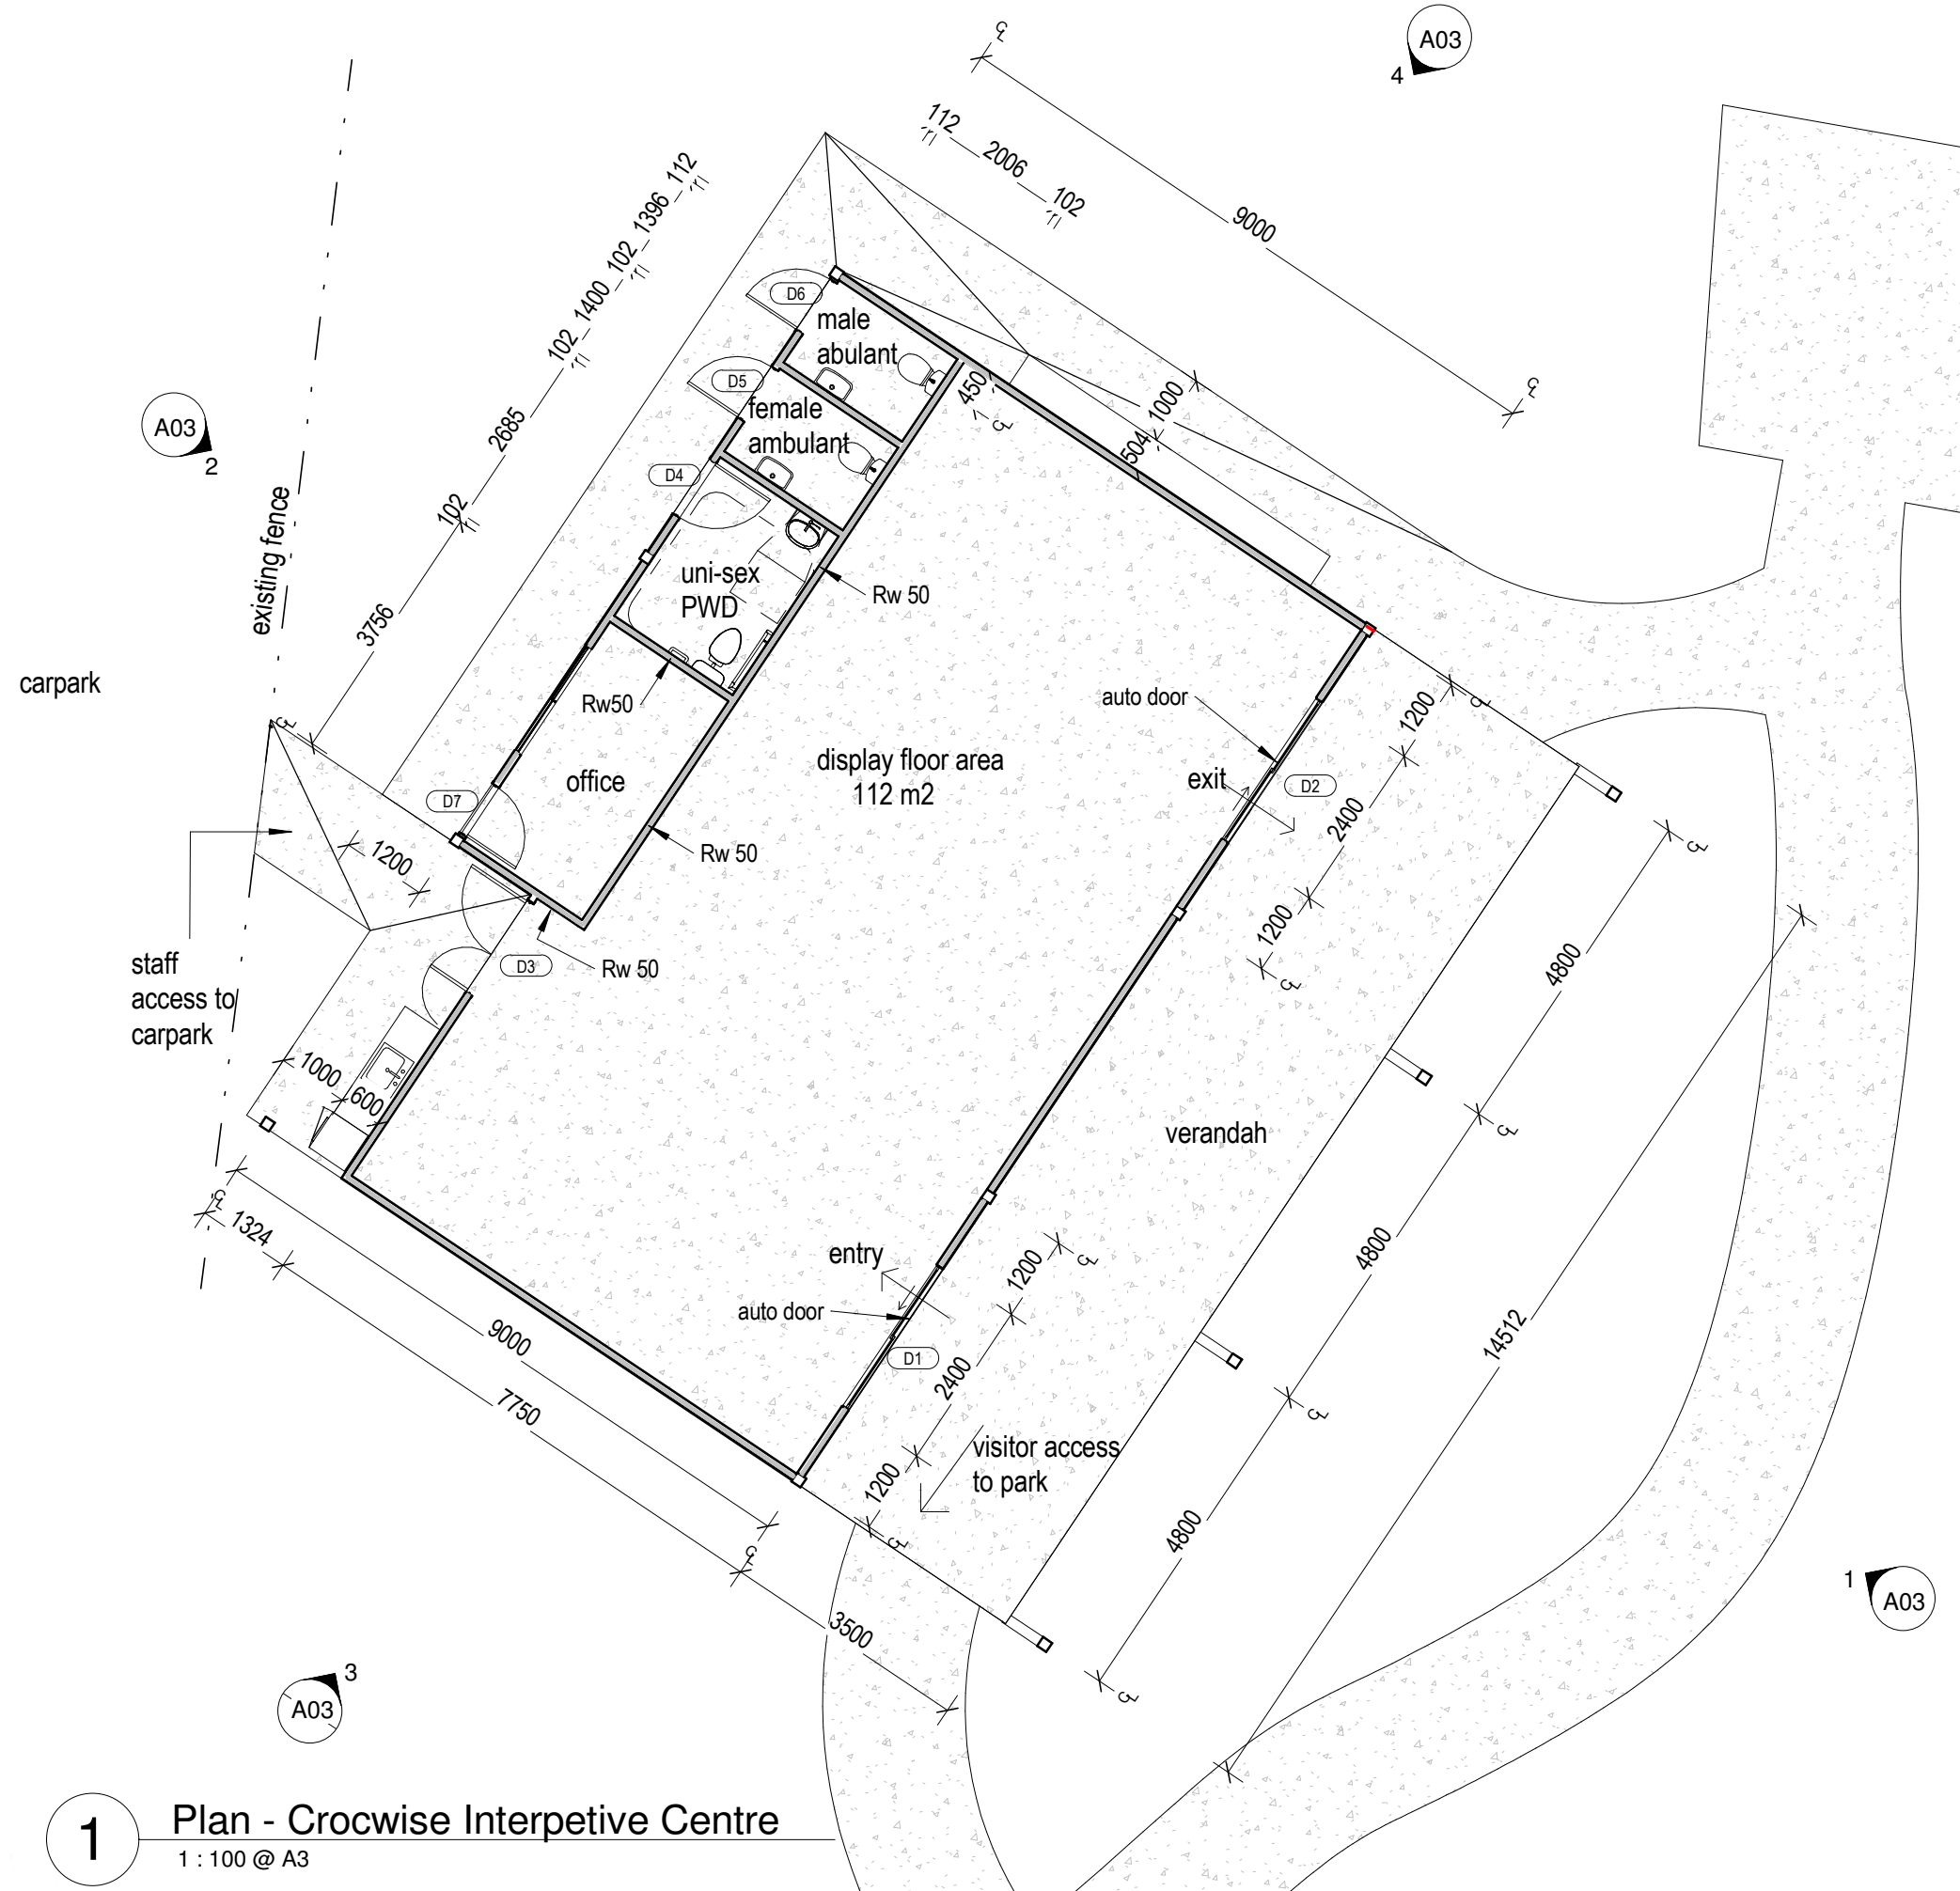 A03
4
℄
112
2006
102
9000
℄
112
1396
102
1400
102
2685
102
3756
℄
A03
2
existing fence
carpark
D6
male
abulant
D5
female
ambulant
D4
uni-sex
PWD
450
℄
504
1000
Rw 50
Rw50
office
D7
Rw 50
display floor area
112 m2
auto door
exit
D2
1200
℄
2400
1200
℄
1200
staff
access to
carpark
D3
Rw 50
1000
600
℄
1324
9000
7750
℄
3500
entry
auto door
D1
verandah
1200
℄
2400
1200
℄
visitor access
to park
4800
℄
4800
℄
4800
℄
℄
14512
1
A03
3
A03
1
Plan - Crocwise Interpetive Centre
1 : 100 @ A3